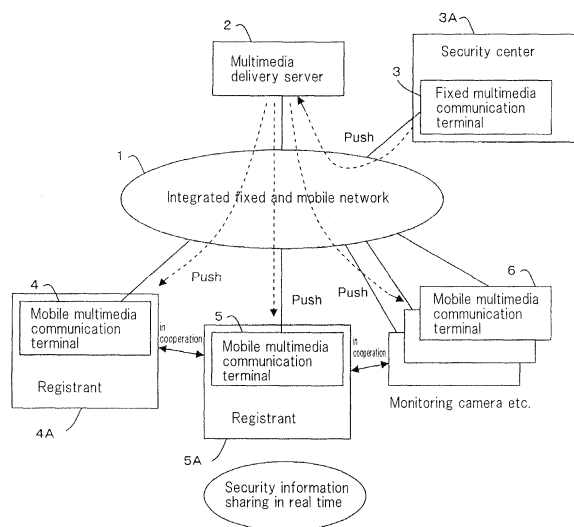 3A
Security center
2
Multimedia
delivery server
3
Fixed multimedia
communication
terminal
Push
1
Integrated fixed and mobile network
4
Push
Mobile multimedia
communication
terminal
Registrant
4A
in
cooperation
Push
5
Mobile multimedia
communication
terminal
Registrant
5A
in
cooperation
Push
6
Mobile multimedia
communication
terminal
Monitoring camera etc.
Security information
sharing in real time